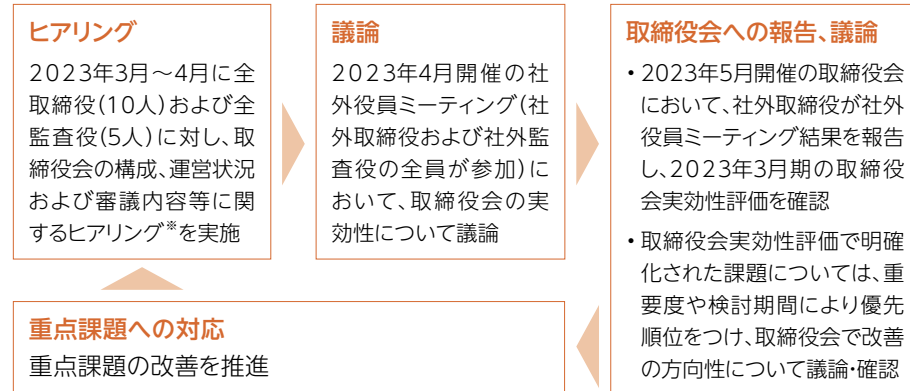 ヒアリング
2023年3月～4月に全
取締役(10人)および全
監査役(5人)に対し、取
締役会の構成、運営状況
および審議内容等に関
するヒアリング※を実施
議論
2023年4月開催の社
外役員ミーティング(社
外取締役および社外監
査役の全員が参加)に
おいて、取締役会の実
効性について議論
取締役会への報告、議論
• 2023年5月開催の取締役会
において、社外取締役が社外
役員ミーティング結果を報告
し、2023年3月期の取締役
会実効性評価を確認
• 取締役会実効性評価で明確
化された課題については、重
要度や検討期間により優先
順位をつけ、取締役会で改善
の方向性について議論・確認
重点課題への対応
重点課題の改善を推進